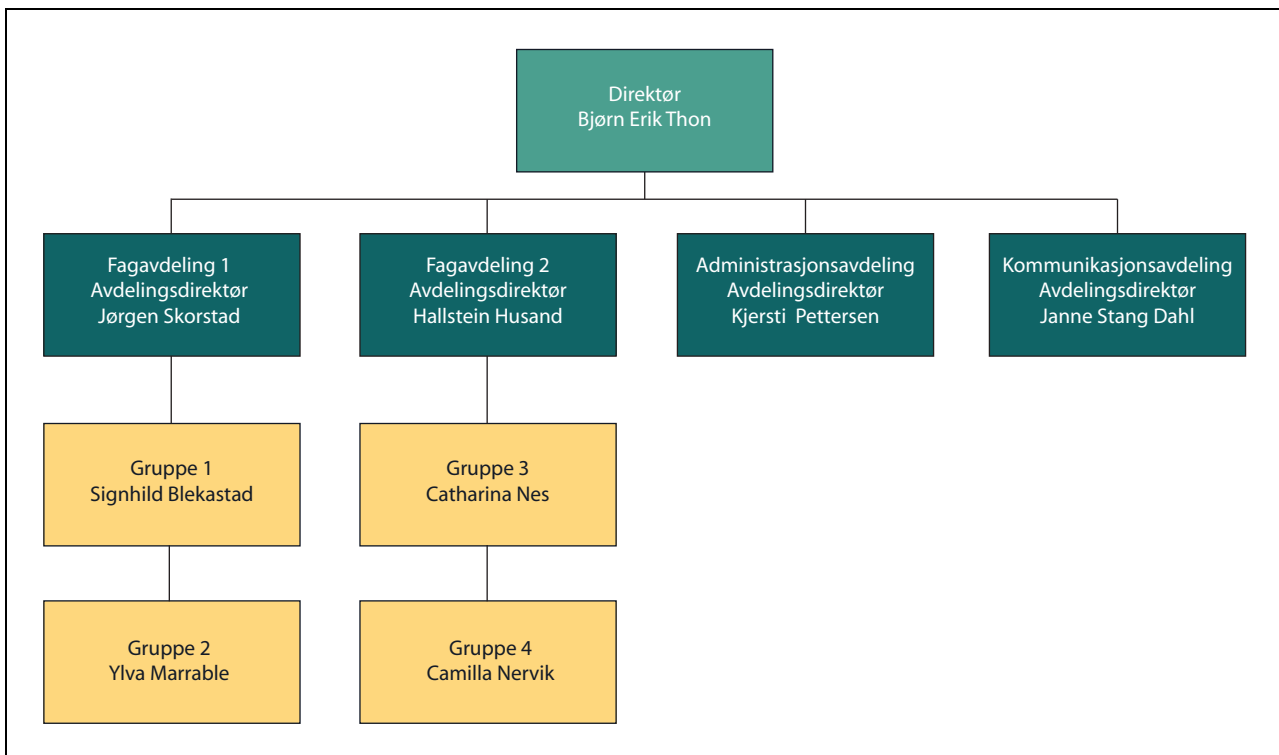 Direktør
Bjørn Erik Thon
Fagavdeling 1
Avdelingsdirektør
Jørgen Skorstad
Fagavdeling 2
Avdelingsdirektør
Hallstein Husand
Administrasjonsavdeling
Avdelingsdirektør
Kjersti Pettersen
Kommunikasjonsavdeling
Avdelingsdirektør
Janne Stang Dahl
Gruppe 1
Signhild Blekastad
Gruppe 3
Catharina Nes
Gruppe 2
Ylva Marrable
Gruppe 4
Camilla Nervik